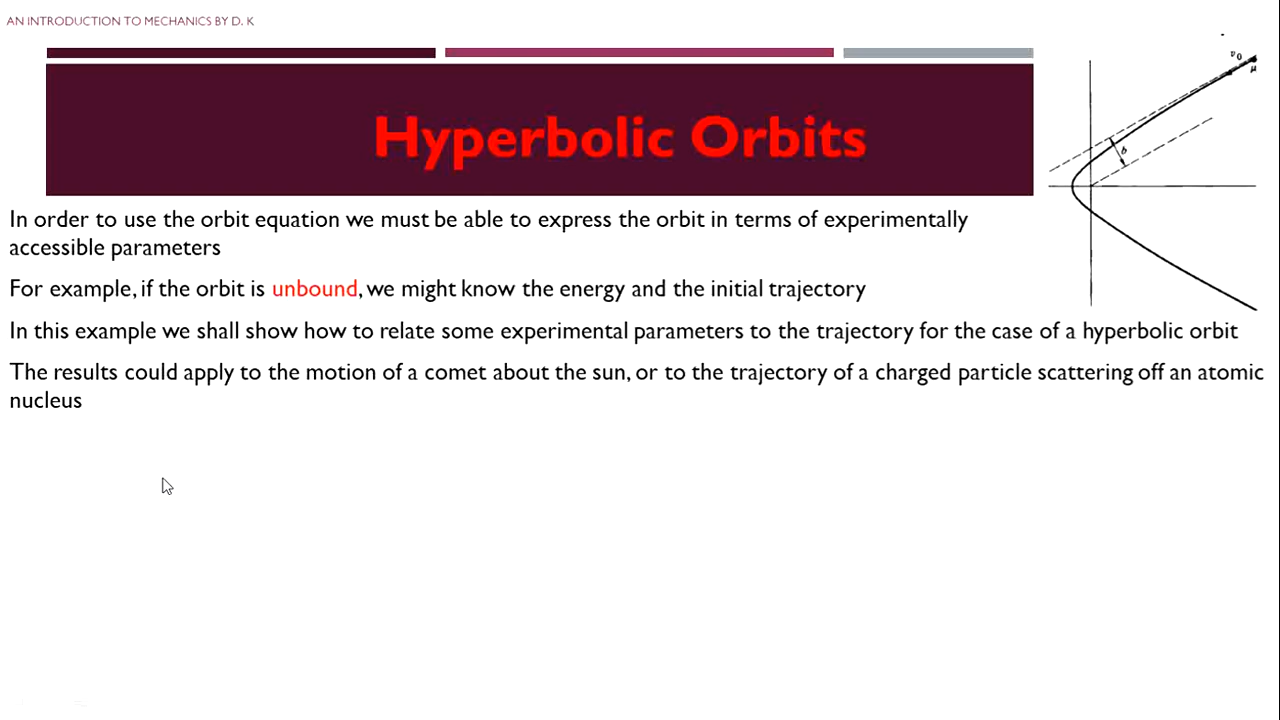 AN INTRODUCTION TO MECHANICS BY D. K
Hyperbolic Orbits
v0
μ
b
In order to use the orbit equation we must be able to express the orbit in terms of experimentally
accessible parameters
For example, if the orbit is unbound, we might know the energy and the initial trajectory
In this example we shall show how to relate some experimental parameters to the trajectory for the case of a hyperbolic orbit
The results could apply to the motion of a comet about the sun, or to the trajectory of a charged particle scattering off an atomic
nucleus